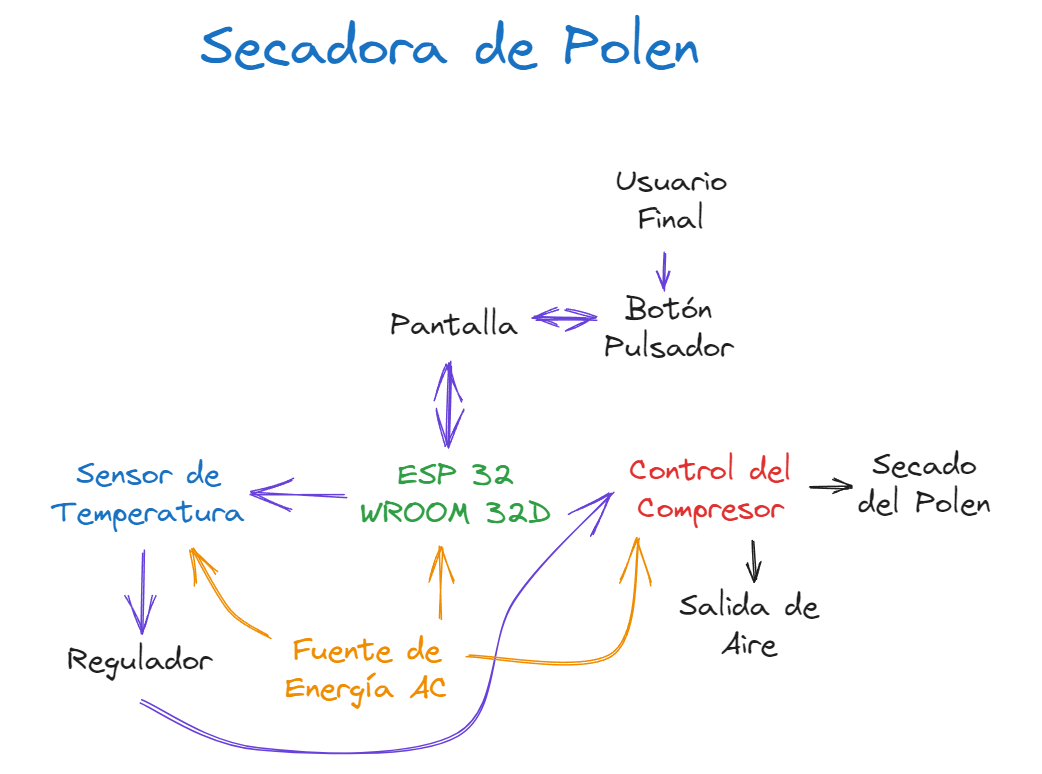 Secadora de Polen
Usuario
Final
Pantalla
Botón
Pulsador
Sensor de
Temperatura
ESP 32
WROOM 32D
Control del
Compresor
Secado
del Polen
Salida de
Aire
Regulador
Fuente de
Energía AC